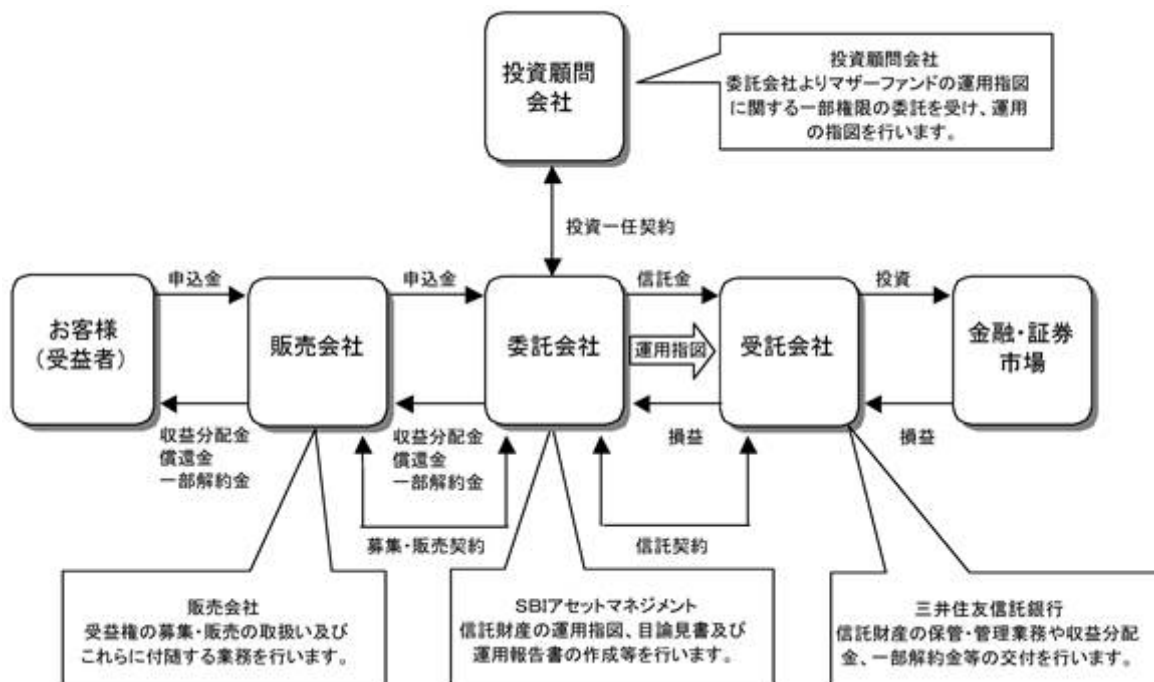 投資顧問
会社
投資顧問会社
委託会社よりマザーファンドの運用指図
に関する一部権限の委託を受け、運用
の指図を行います。
投資一任契約
申込金
申込金
信託金
投資
お客様
（受益者）
販売会社
委託会社
運用指図
受託会社
金融・証券
市場
収益分配金
償還金
一部解約金
収益分配金
償還金
一部解約金
損益
損益
募集・販売契約
信託契約
販売会社
受益権の募集・販売の取扱い及び
これらに付随する業務を行います。
SBIアセットマネジメント
信託財産の運用指図、目論見書及び
運用報告書の作成等を行います。
三井住友信託銀行
信託財産の保管・管理業務や収益分配
金、一部解約金等の交付を行います。